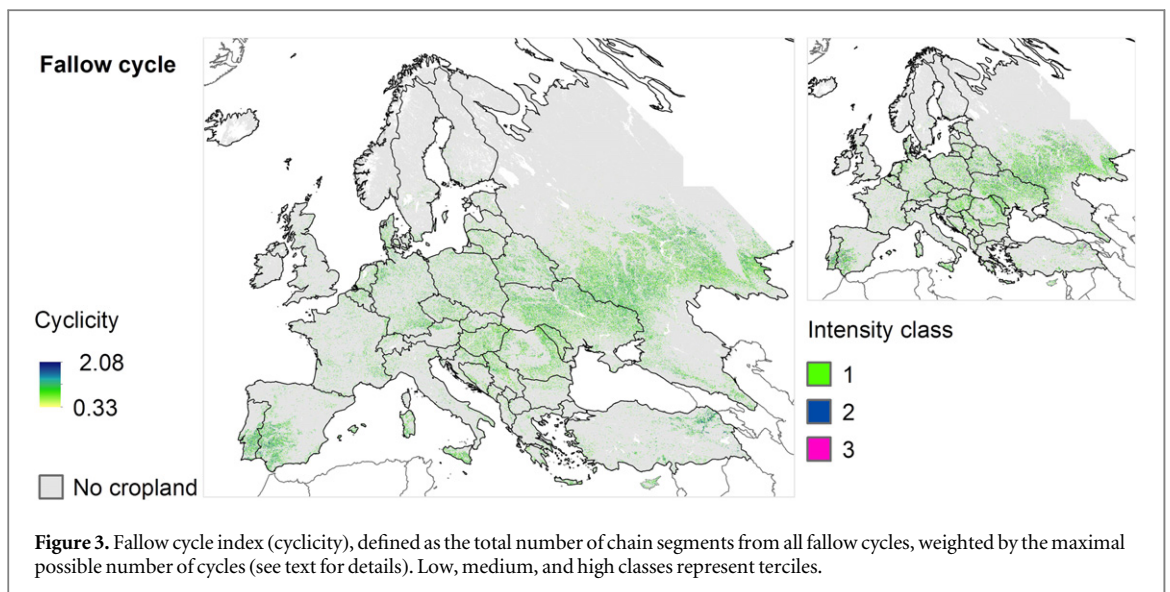 Fallow cycle
Cyclicity
2.08
0.33
No cropland
Intensity class
1
2
3
Figure 3. Fallow cycle index (cyclicity), defined as the total number of chain segments from all fallow cycles, weighted by the maximal
possible number of cycles (see text for details). Low, medium, and high classes represent terciles.